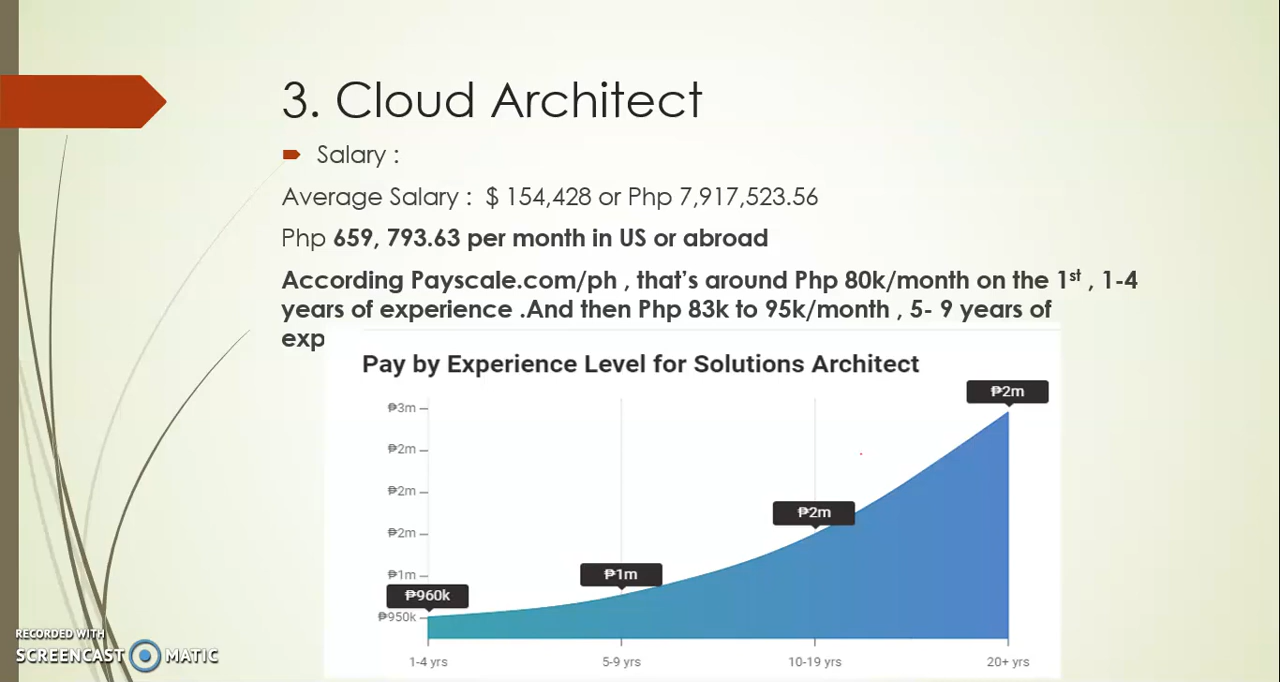 3. Cloud Architect
Salary :
Average Salary : $ 154,428 or Php 7,917,523.56
Php 659, 793.63 per month in US or abroad
According Payscale.com/ph , that's around Php 80k/month on the 1st , 1-4
years of experience .And then Php 83k to 95k/month , 5- 9 years of
exp
Pay by Experience Level for Solutions Architect
₱3m
₱2m
₱2m
₱2m
₱2m
₱2m
₱1m
₱1m
₱960k
₱950k
1-4 yrs
5-9 yrs
10-19 yrs
20+ yrs
RECORDED WITH
SCREENCAST MATIC